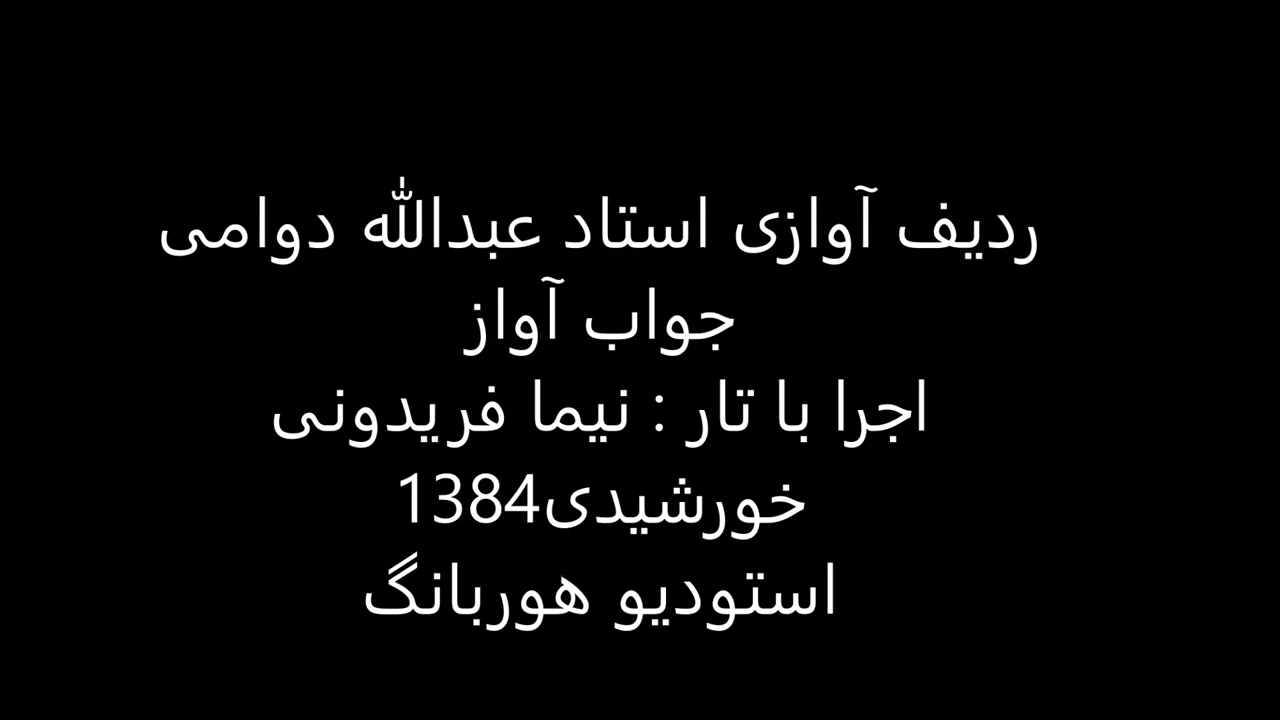 ردیف آوازی استاد عبدالله دوامی
جواب آواز
اجرا با تار : نیما فریدونی
خورشیدی1384
استودیو هوربانگ